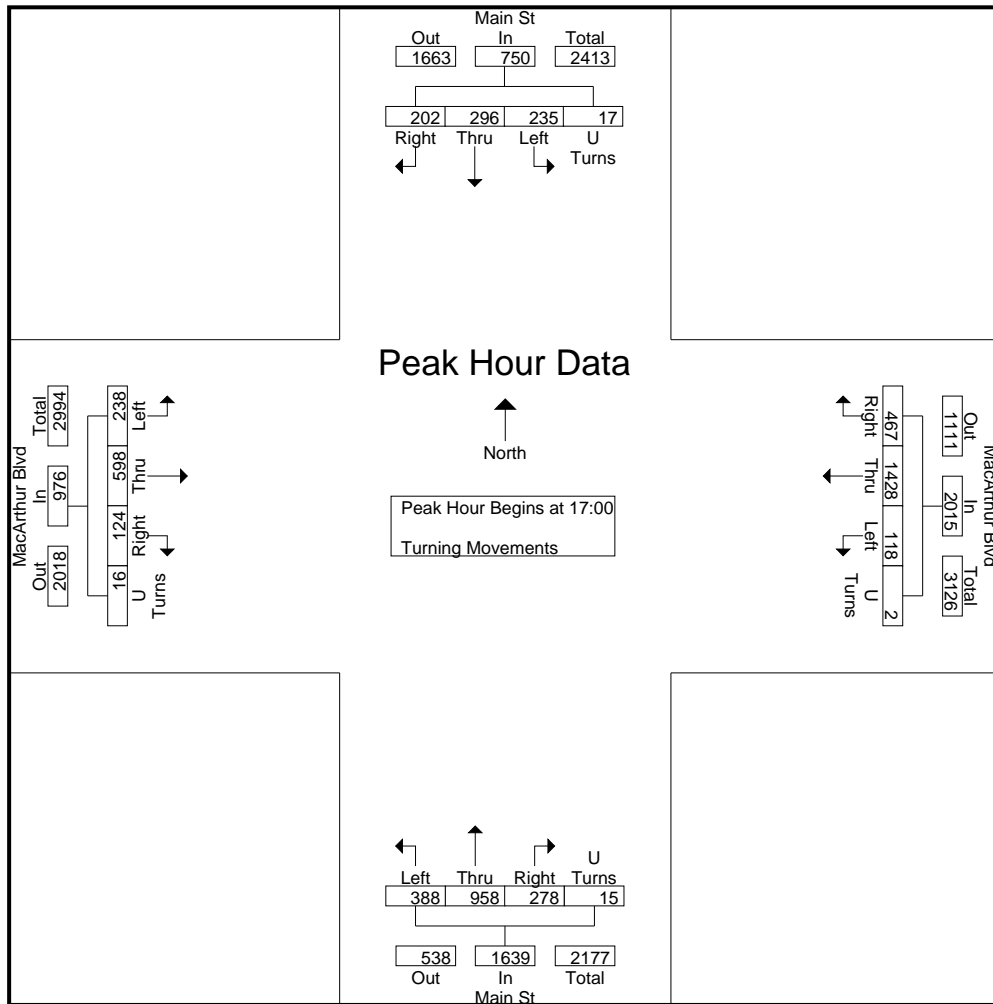 Main St
Out In Total
1663 750 2413
202 296 235 17
Right Thru Left U
Turns
Peak Hour Data
North
Peak Hour Begins at 17:00
Turning Movements
MacArthur Blvd
Out In Total
2018 976 2994
16 124 598 238
U Turns Right Thru Left
MacArthur Blvd
Out In Total
1111 2015 3126
467 1428 118 2
Right Thru Left U
Turns
U
Left Thru Right Turns
388 958 278 15
538 1639 2177
Out In Total
Main St